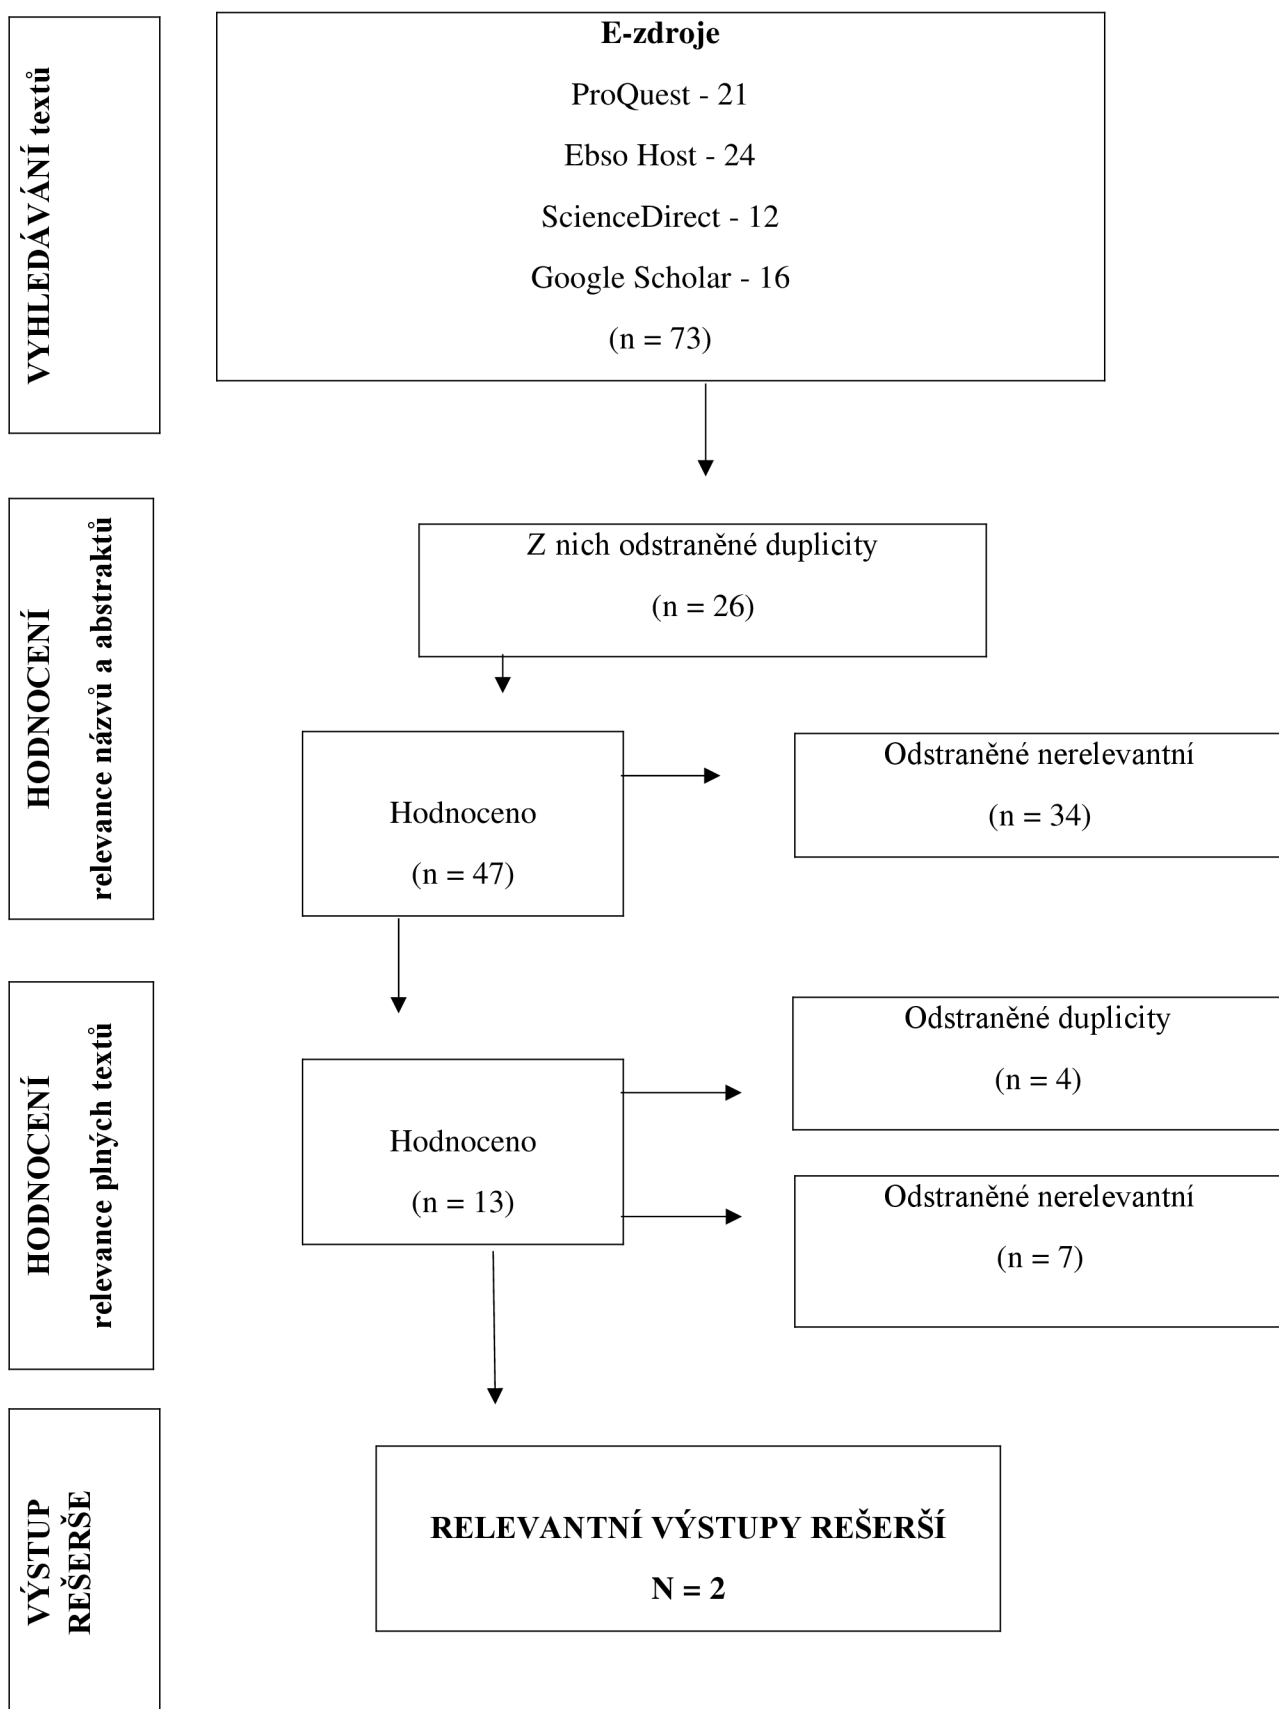 VYHLEDÁVÁNÍ textů
E-zdroje
ProQuest - 21
Ebso Host - 24
ScienceDirect - 12
Google Scholar - 16
(n = 73)
HODNOCENÍ
relevance názvů a abstraktů
Z nich odstraněné duplicity
(n = 26)
Hodnoceno
(n = 47)
Odstraněné nerelevantní
(n = 34)
HODNOCENÍ
relevance plných textů
Hodnoceno
(n = 13)
Odstraněné duplicity
(n = 4)
Odstraněné nerelevantní
(n = 7)
VÝSTUP
REŠERŠE
RELEVANTNÍ VÝSTUPY REŠERŠÍ
N = 2